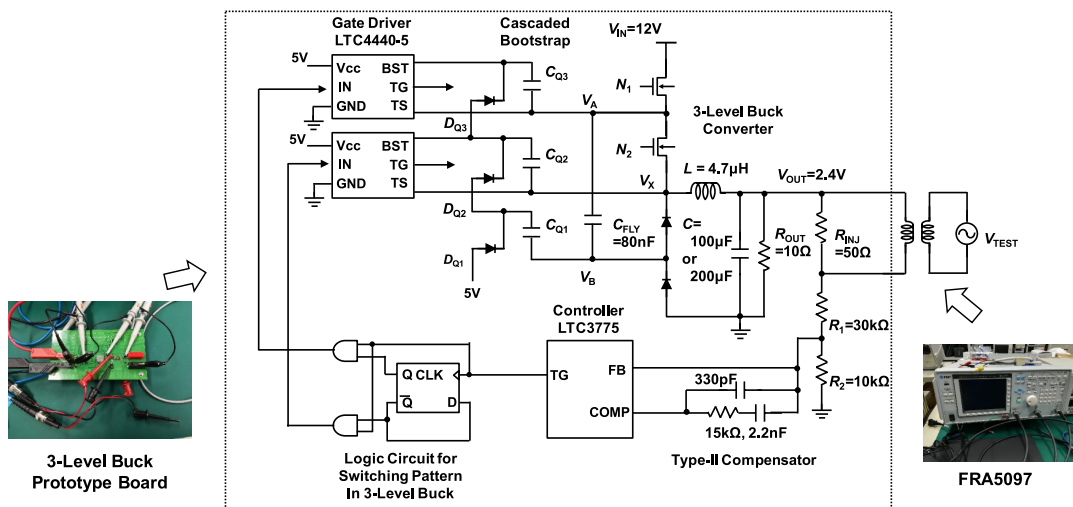 Gate Driver
LTC4440-5
Cascaded
Bootstrap
VIN=12V
5V
Vcc
BST
IN
TG
GND
TS
CQ3
DQ3
VA
N1
3-Level Buck
Converter
5V
Vcc
BST
IN
TG
GND
TS
CQ2
DQ2
N2
VX
L = 4.7μH
VOUT=2.4V
CQ1
DQ1
5V
CFLY
=80nF
VB
C=
100μF
or
200μF
ROUT
=10Ω
RINJ
=50Ω
VTEST
Controller
LTC3775
TG
FB
COMP
R1=30kΩ
R2=10kΩ
330pF
15kΩ, 2.2nF
Type-II Compensator
Q
CLK
Q
D
Logic Circuit for
Switching Pattern
In 3-Level Buck
3-Level Buck
Prototype Board
FRA5097